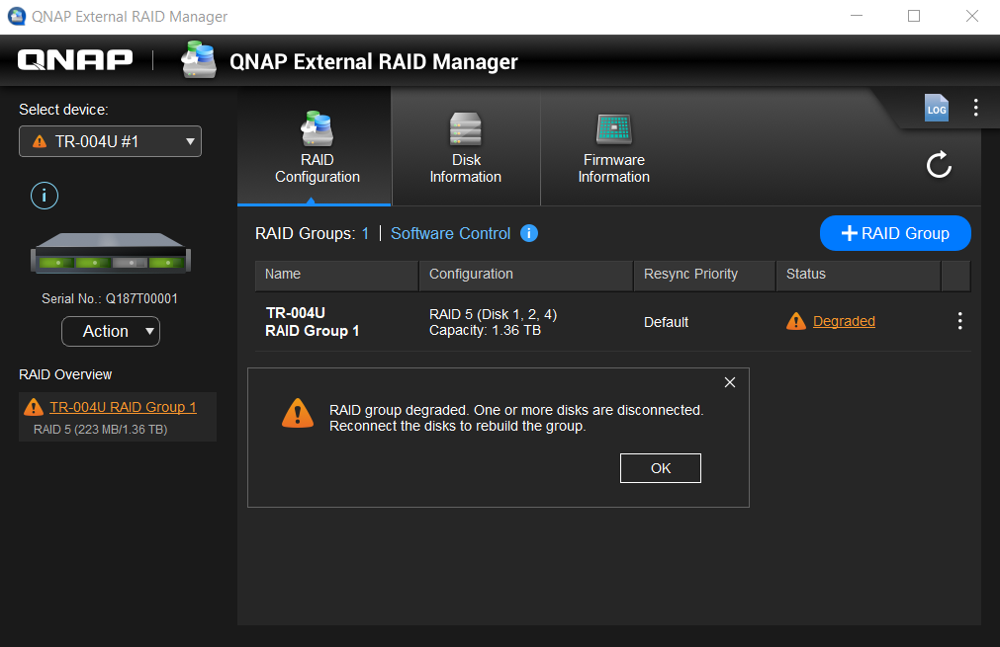 QNAP External RAID Manager
QNAP
QNAP External RAID Manager
Select device:
TR-004U #1
i
Serial No.: Q187T00001
Action
RAID Overview
TR-004U RAID Group 1
RAID 5 (223 MB/1.36 TB)
RAID
Configuration
Disk
Information
Firmware
Information
LOG
RAID Groups: 1 | Software Control i
+ RAID Group
Name Configuration Resync Priority Status
TR-004U
RAID Group 1
RAID 5 (Disk 1, 2, 4)
Capacity: 1.36 TB
Default
Degraded
RAID group degraded. One or more disks are disconnected.
Reconnect the disks to rebuild the group.
OK